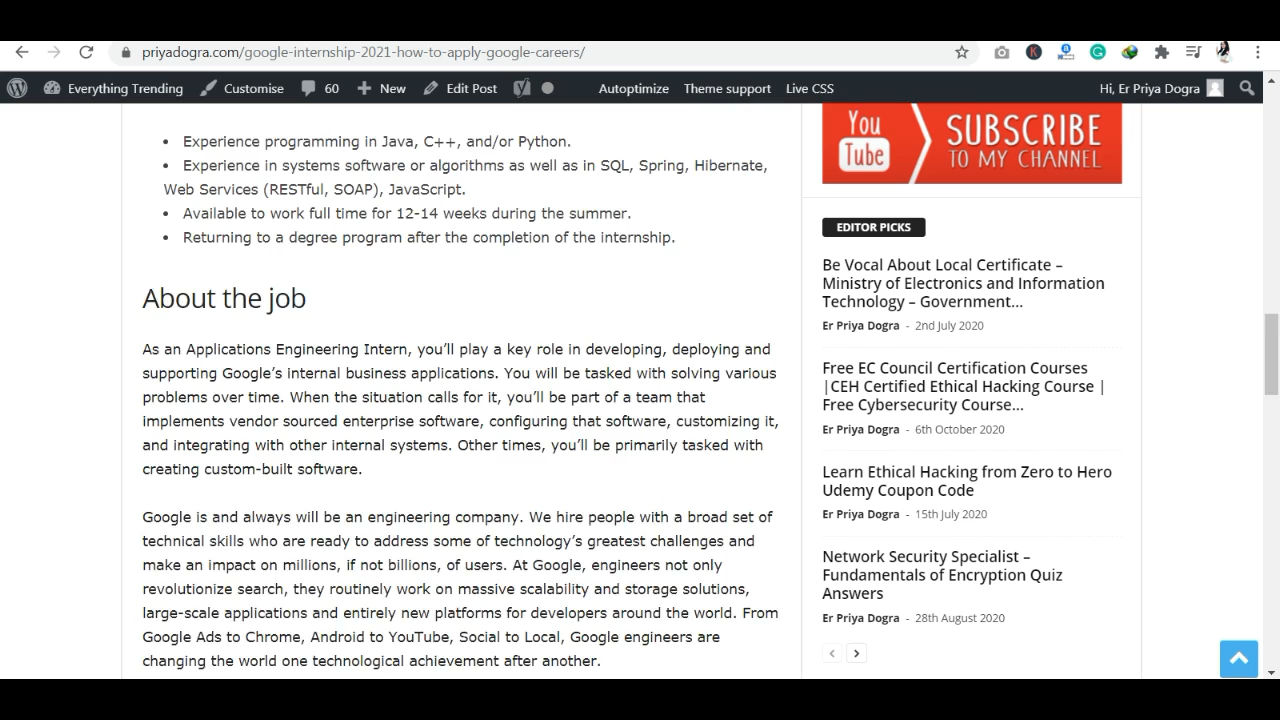 priyadogra.com/google-internship-2021-how-to-apply-google-careers/
Everything Trending Customise 60 New Edit Post Autoptimize Theme support Live CSS Hi, Er Priya Dogra
• Experience programming in Java, C++, and/or Python.
• Experience in systems software or algorithms as well as in SQL, Spring, Hibernate,
Web Services (RESTful, SOAP), JavaScript.
• Available to work full time for 12-14 weeks during the summer.
• Returning to a degree program after the completion of the internship.
About the job
As an Applications Engineering Intern, you’ll play a key role in developing, deploying and
supporting Google’s internal business applications. You will be tasked with solving various
problems over time. When the situation calls for it, you’ll be part of a team that
implements vendor sourced enterprise software, configuring that software, customizing it,
and integrating with other internal systems. Other times, you’ll be primarily tasked with
creating custom-built software.
Google is and always will be an engineering company. We hire people with a broad set of
technical skills who are ready to address some of technology’s greatest challenges and
make an impact on millions, if not billions, of users. At Google, engineers not only
revolutionize search, they routinely work on massive scalability and storage solutions,
large-scale applications and entirely new platforms for developers around the world. From
Google Ads to Chrome, Android to YouTube, Social to Local, Google engineers are
changing the world one technological achievement after another.
You
Tube
SUBSCRIBE
TO MY CHANNEL
EDITOR PICKS
Be Vocal About Local Certificate –
Ministry of Electronics and Information
Technology – Government...
Er Priya Dogra - 2nd July 2020
Free EC Council Certification Courses
|CEH Certified Ethical Hacking Course |
Free Cybersecurity Course...
Er Priya Dogra - 6th October 2020
Learn Ethical Hacking from Zero to Hero
Udemy Coupon Code
Er Priya Dogra - 15th July 2020
Network Security Specialist –
Fundamentals of Encryption Quiz
Answers
Er Priya Dogra - 28th August 2020